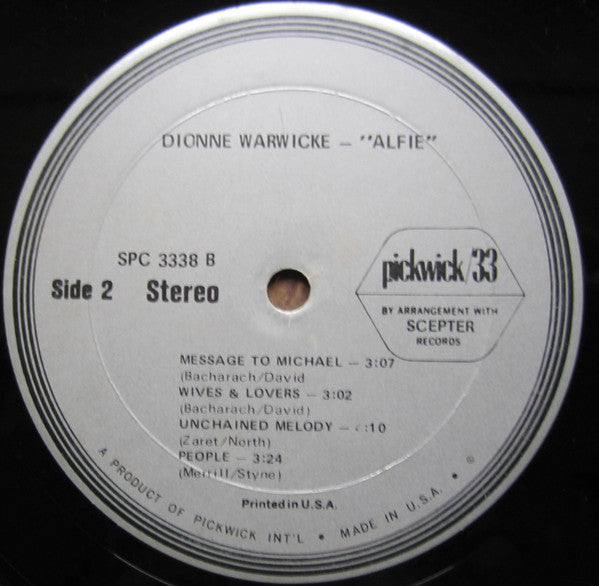 DIONNE WARWICKE — "ALFIE"
SPC 3338 B
Side 2 Stereo
pickwick/33
BY ARRANGEMENT WITH
SCEPTER
RECORDS
MESSAGE TO MICHAEL — 3:07
(Bacharach/David
WIVES & LOVERS — 3:02
(Bacharach/David)
UNCHAINED MELODY — :10
(Zaret/North)
PEOPLE — 3:24
(Merrill/Styne)
Printed in U.S.A.
A PRODUCT OF PICKWICK INT'L • MADE IN U.S.A. •